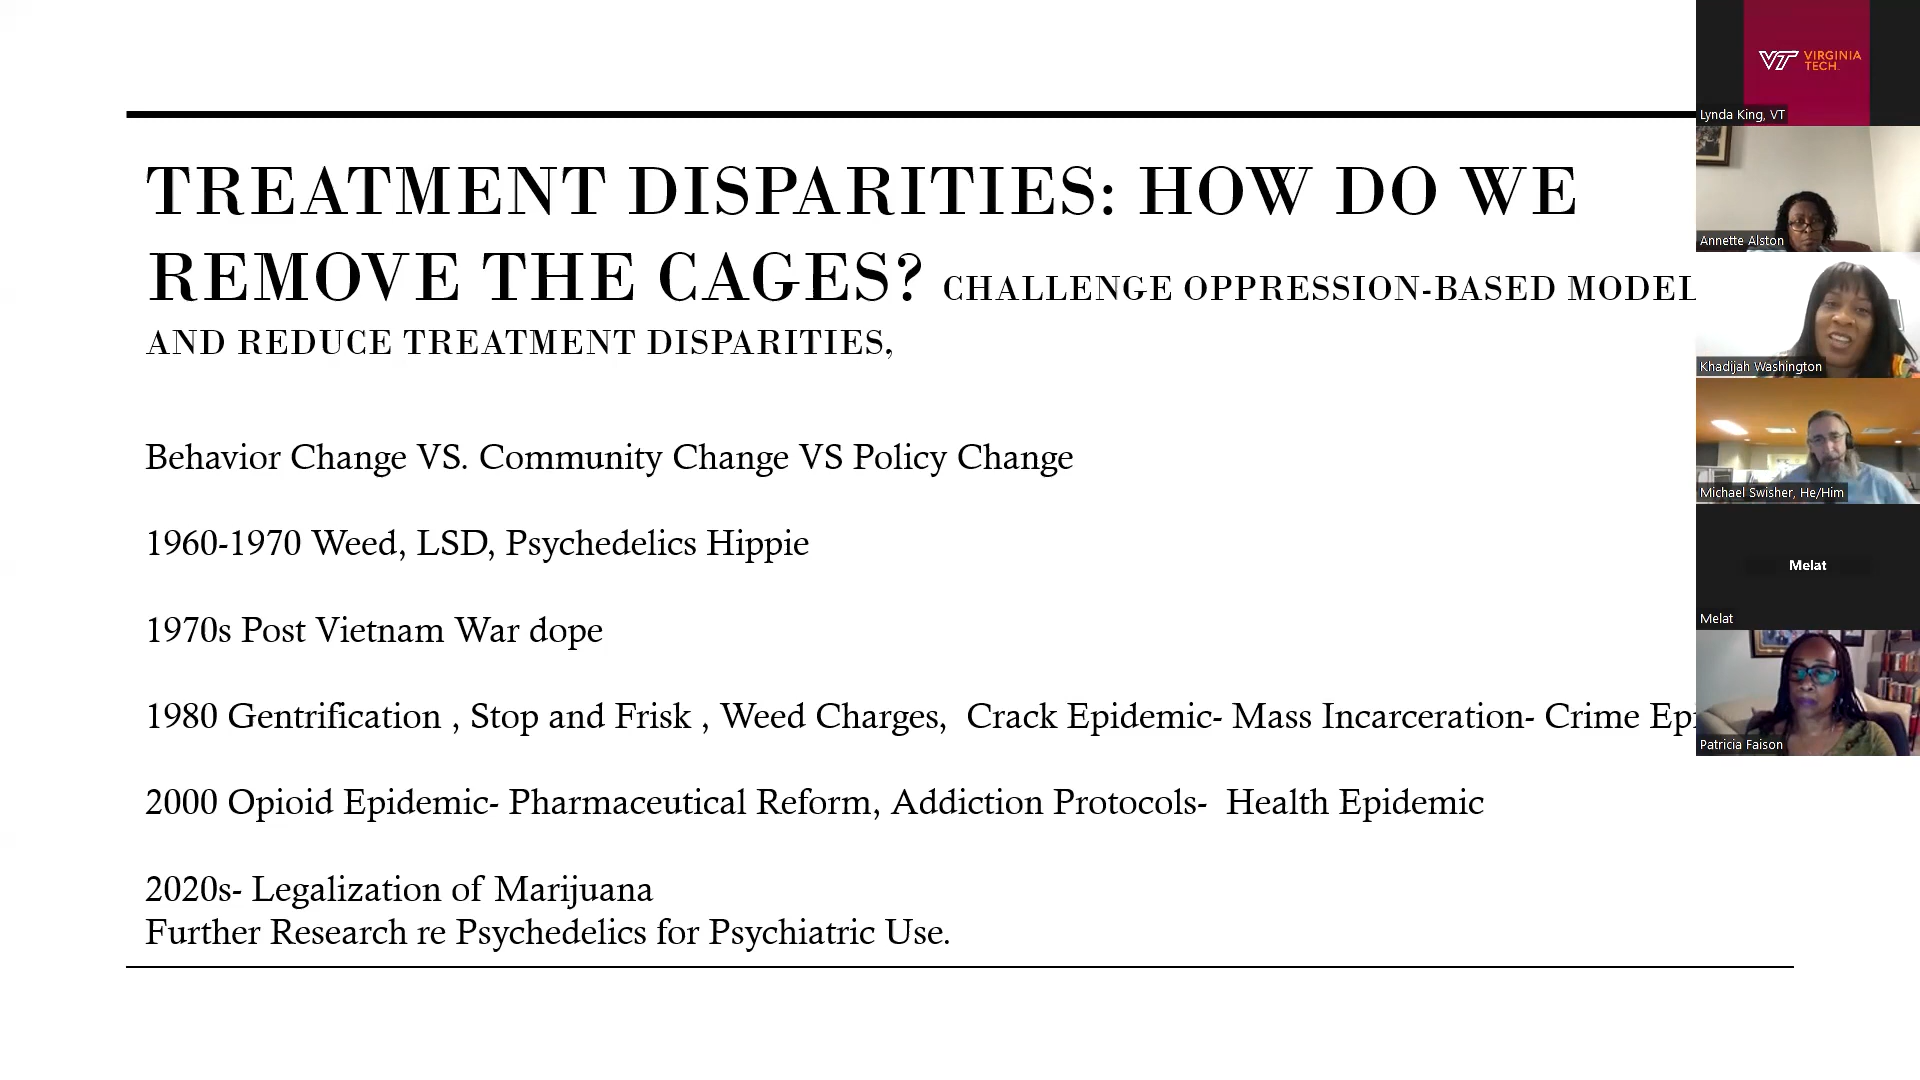 TREATMENT DISPARITIES: HOW DO WE
REMOVE THE CAGES? CHALLENGE OPPRESSION-BASED MODEL
AND REDUCE TREATMENT DISPARITIES,
Behavior Change VS. Community Change VS Policy Change
1960-1970 Weed, LSD, Psychedelics Hippie
1970s Post Vietnam War dope
1980 Gentrification , Stop and Frisk , Weed Charges, Crack Epidemic- Mass Incarceration- Crime
2000 Opioid Epidemic- Pharmaceutical Reform, Addiction Protocols- Health Epidemic
2020s- Legalization of Marijuana
Further Research re Psychedelics for Psychiatric Use.
VT VIRGINIA
TECH.
Lynda King, VT
Annette Alston
Khadijah Washington
Michael Swisher, He/Him
Melat
Melat
Patricia Faison